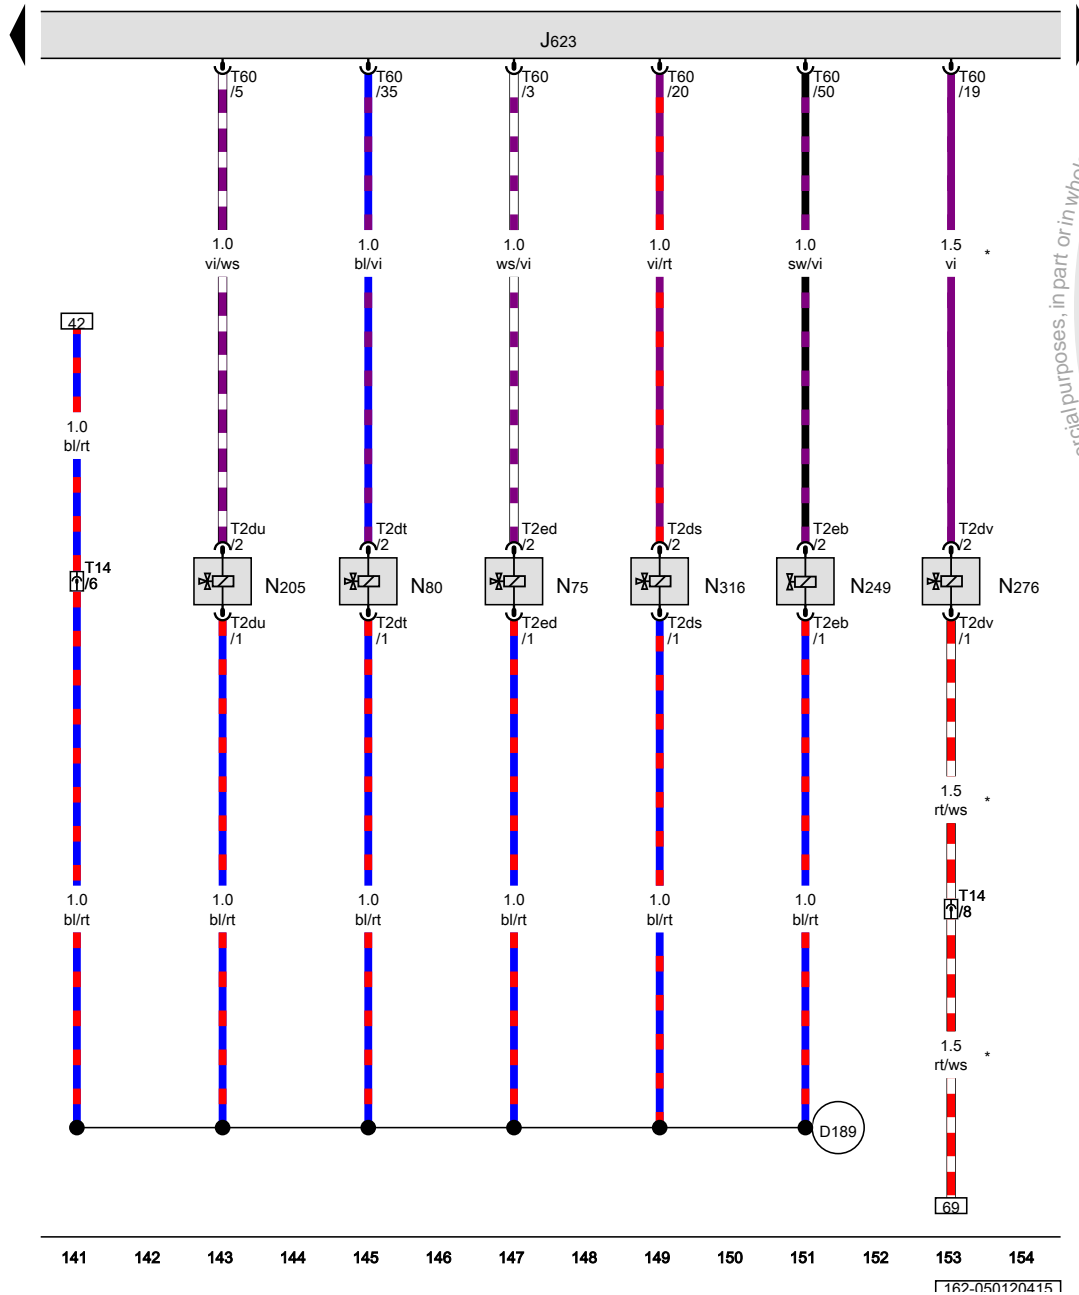 J623
T60 T60 T60 T60 T60 T60
/5 /35 /3 /20 /50 /19
1.0 1.0 1.0 1.0 1.0 1.5
vi/ws bl/vi ws/vi vi/rt sw/vi vi *
42
1.0
bl/rt
T2du T2dt T2ed T2ds T2eb T2dv
/2 /2 /2 /2 /2 /2
T14
/6
N205 N80 N75 N316 N249 N276
T2du T2dt T2ed T2ds T2eb T2dv
/1 /1 /1 /1 /1 /1
1.5
rt/ws *
T14
/8
1.0 1.0 1.0 1.0 1.0 1.0
bl/rt bl/rt bl/rt bl/rt bl/rt bl/rt
1.5
rt/ws *
D189
69
141 142 143 144 145 146 147 148 149 150 151 152 153 154
162-050120415
purposes, in part or in